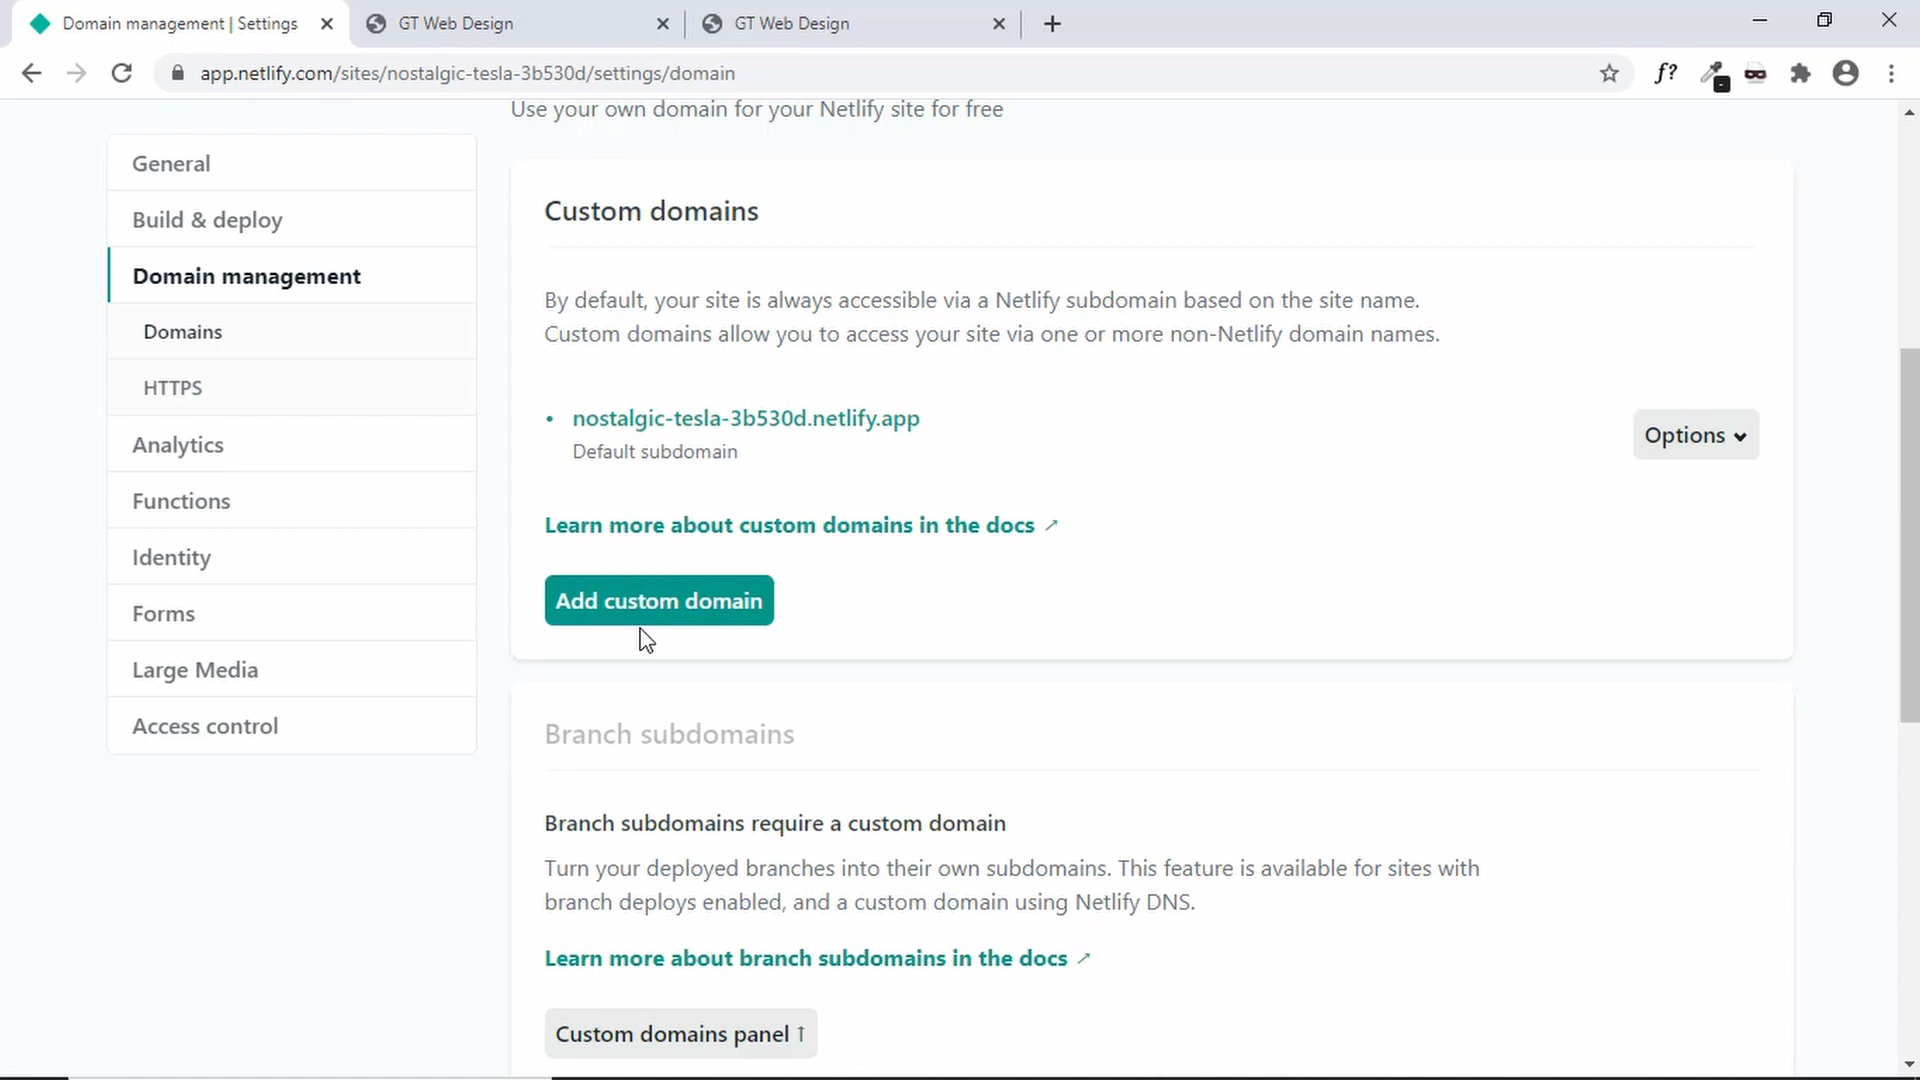 Domain management | Settings
GT Web Design
GT Web Design
app.netlify.com/sites/nostalgic-tesla-3b530d/settings/domain
f?
Use your own domain for your Netlify site for free
General
Build & deploy
Domain management
Domains
HTTPS
Analytics
Functions
Identity
Forms
Large Media
Access control
Custom domains
By default, your site is always accessible via a Netlify subdomain based on the site name.
Custom domains allow you to access your site via one or more non-Netlify domain names.
• nostalgic-tesla-3b530d.netlify.app
Default subdomain
Options
Learn more about custom domains in the docs ↗
Add custom domain
Branch subdomains
Branch subdomains require a custom domain
Turn your deployed branches into their own subdomains. This feature is available for sites with
branch deploys enabled, and a custom domain using Netlify DNS.
Learn more about branch subdomains in the docs ↗
Custom domains panel ↑